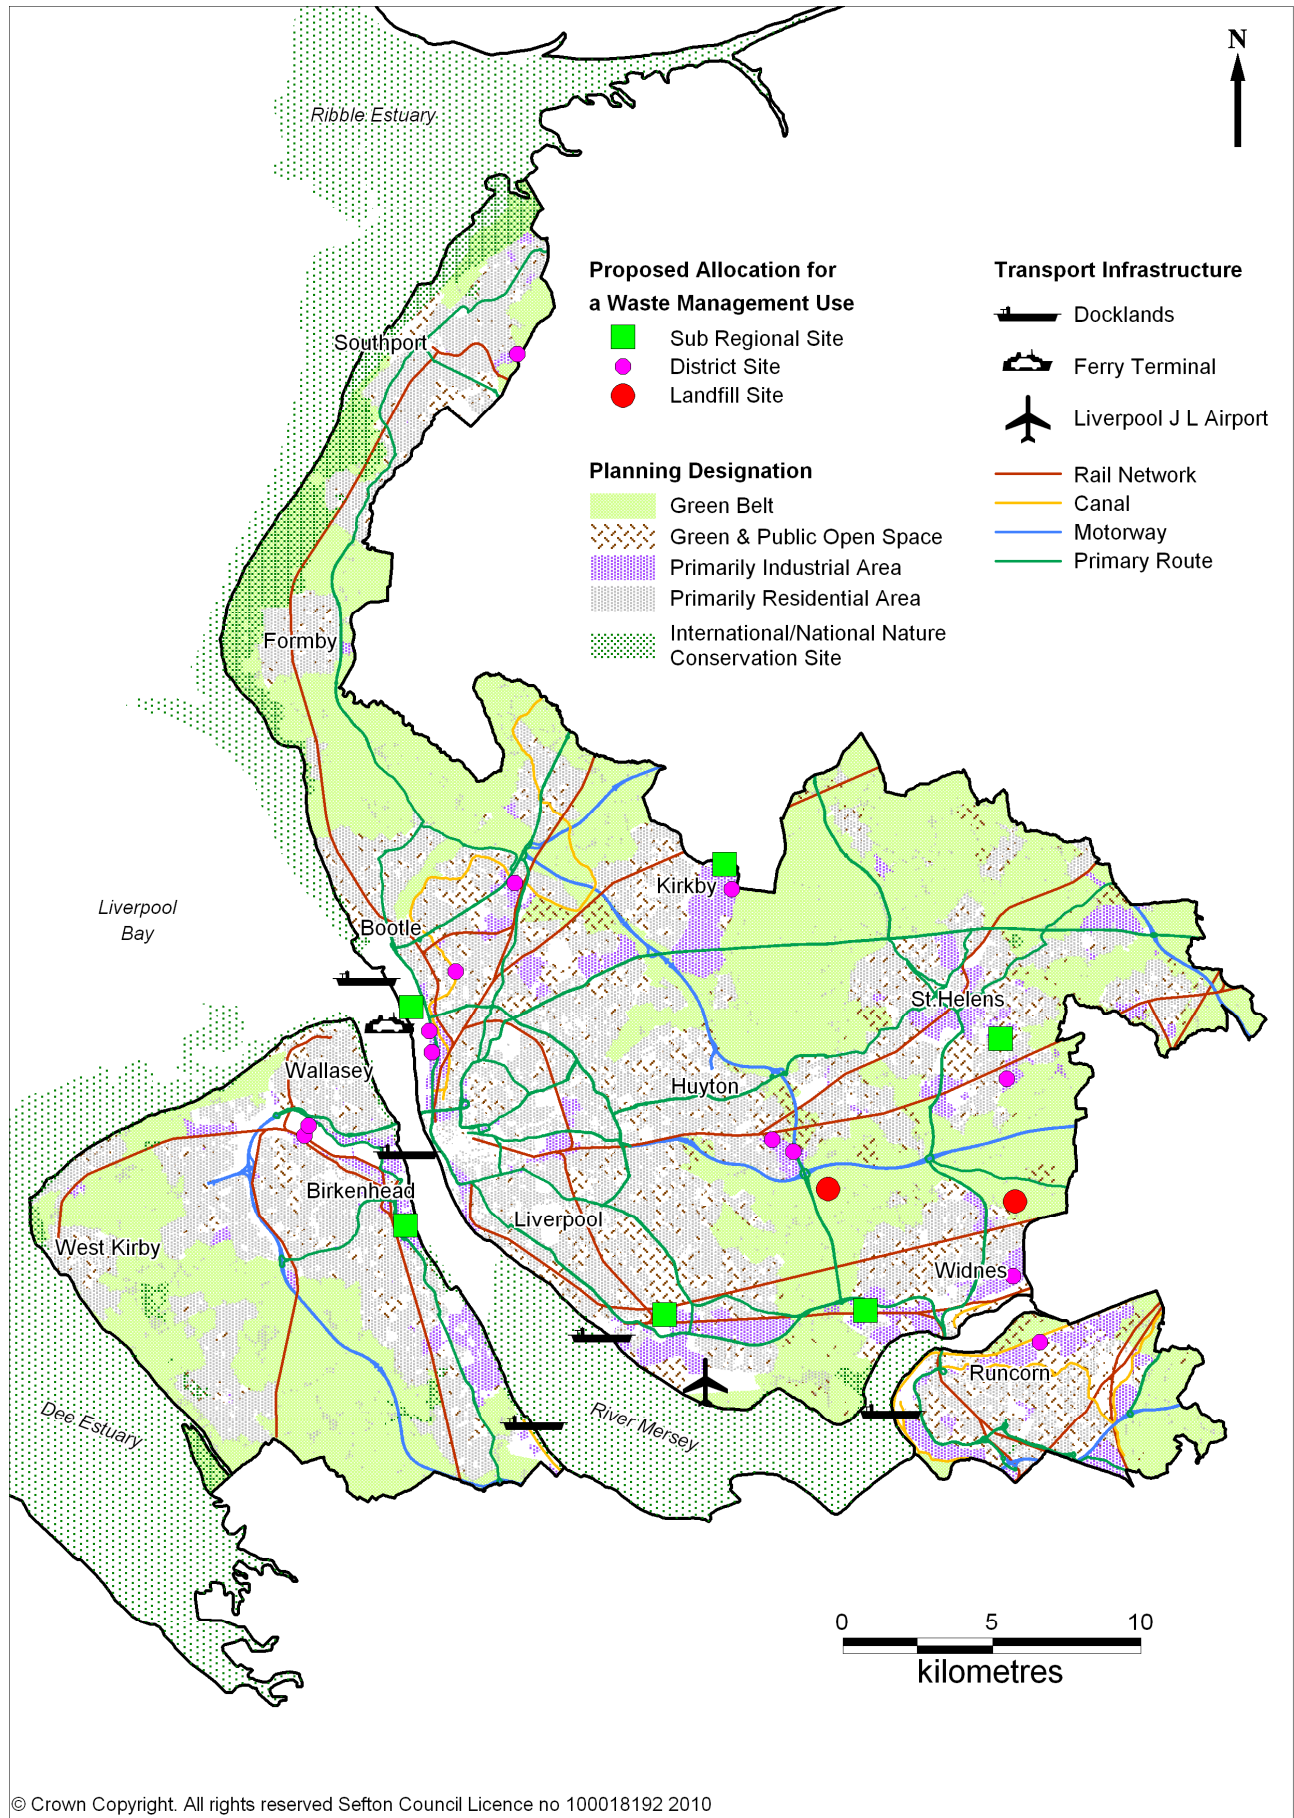 N
Ribble Estuary
Proposed Allocation for
a Waste Management Use
Sub Regional Site
District Site
Landfill Site
Planning Designation
Green Belt
Green & Public Open Space
Primarily Industrial Area
Primarily Residential Area
International/National Nature
Conservation Site
Transport Infrastructure
Docklands
Ferry Terminal
Liverpool J L Airport
Rail Network
Canal
Motorway
Primary Route
Southport
Formby
Kirkby
Liverpool
Bay
Bootle
St.Helens
Wallasey
Huyton
Birkenhead
Liverpool
West Kirby
Widnes
Runcorn
Dee Estuary
River Mersey
0 5 10
kilometres
© Crown Copyright. All rights reserved Sefton Council Licence no 100018192 2010